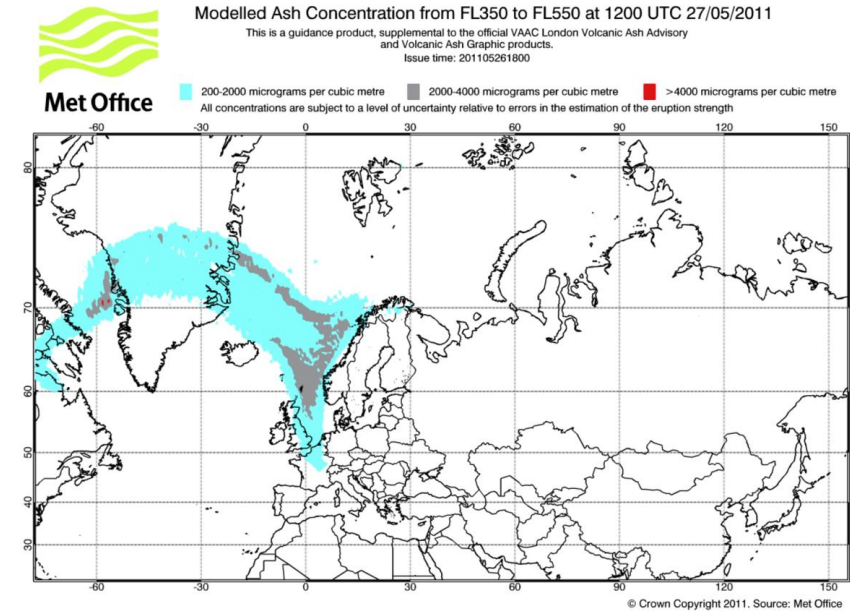 Modelled Ash Concentration from FL350 to FL550 at 1200 UTC 27/05/2011
This is a guidance product, supplemental to the official VAAC London Volcanic Ash Advisory
and Volcanic Ash Graphic products.
Issue time: 201105261800
Met Office
200-2000 micrograms per cubic metre 2000-4000 micrograms per cubic metre >4000 micrograms per cubic metre
All concentrations are subject to a level of uncertainty relative to errors in the estimation of the eruption strength
-60 -30 0 30 60 90 120 150
80
70
60
50
40
30
-60 -30 0 30 60 90 120 150
© Crown Copyright 2011. Source: Met Office